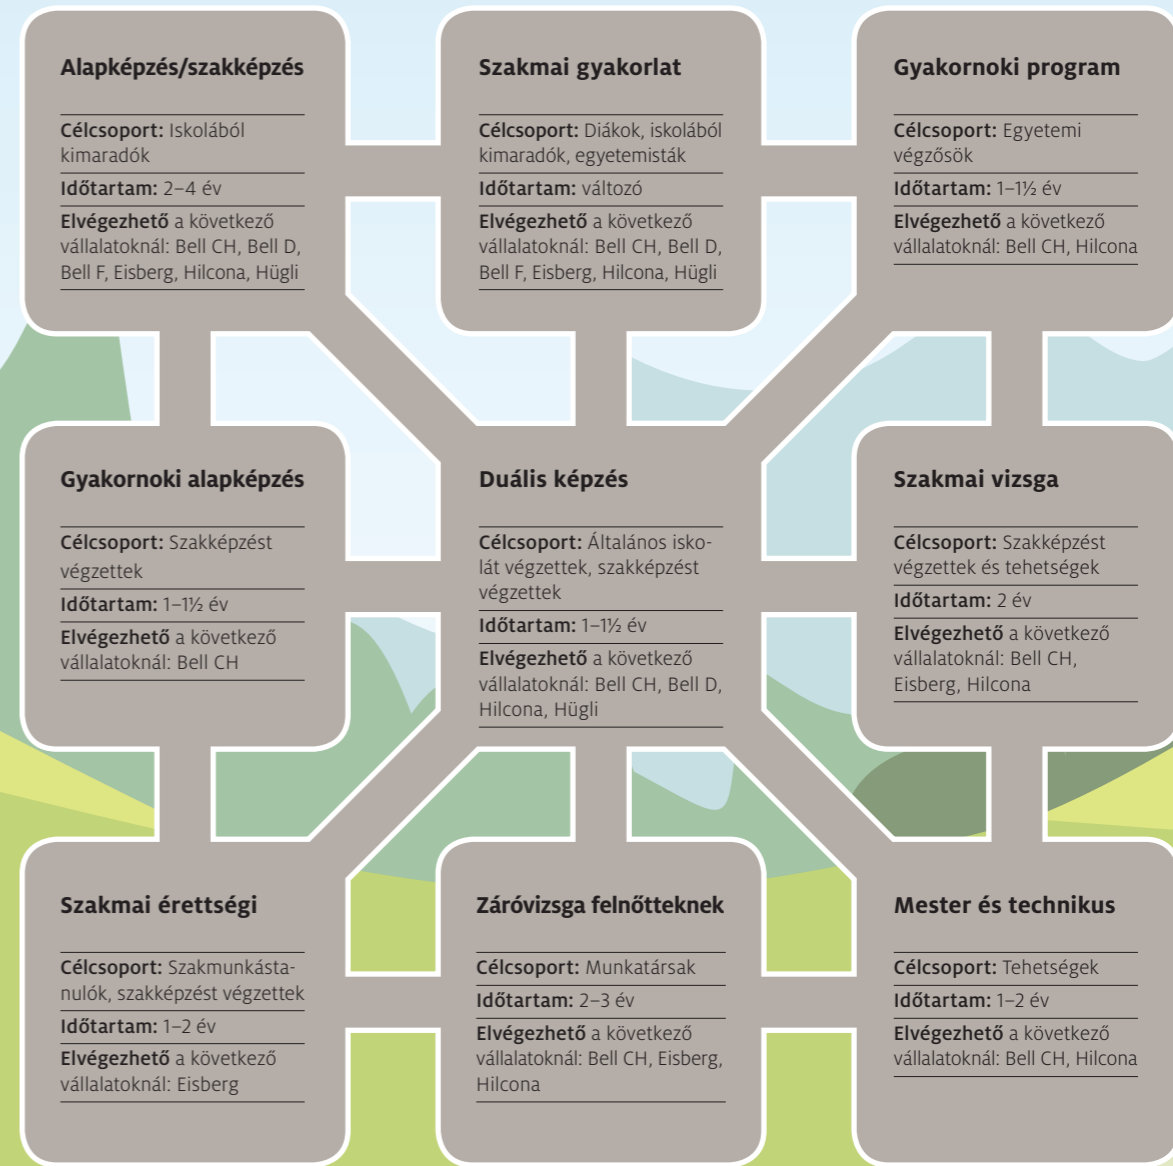 Alapképzés/szakképzés
Célcsoport: Iskolából
kimaradók
Időtartam: 2–4 év
Elvégezhető a következő
vállalatoknál: Bell CH, Bell D,
Bell F, Eisberg, Hilcona, Hügli
Szakmai gyakorlat
Célcsoport: Diákok, iskolából
kimaradók, egyetemisták
Időtartam: változó
Elvégezhető a következő
vállalatoknál: Bell CH, Bell D,
Bell F, Eisberg, Hilcona, Hügli
Gyakornoki program
Célcsoport: Egyetemi
végzősök
Időtartam: 1–1½ év
Elvégezhető a következő
vállalatoknál: Bell CH, Hilcona
Gyakornoki alapképzés
Célcsoport: Szakképzést
végzettek
Időtartam: 1–1½ év
Elvégezhető a következő
vállalatoknál: Bell CH
Duális képzés
Célcsoport: Általános isko-
lát végzettek, szakképzést
végzettek
Időtartam: 1–1½ év
Elvégezhető a következő
vállalatoknál: Bell CH, Bell D,
Hilcona, Hügli
Szakmai vizsga
Célcsoport: Szakképzést
végzettek és tehetségek
Időtartam: 2 év
Elvégezhető a következő
vállalatoknál: Bell CH,
Eisberg, Hilcona
Szakmai érettségi
Célcsoport: Szakmunkásta-
nulók, szakképzést végzettek
Időtartam: 1–2 év
Elvégezhető a következő
vállalatoknál: Eisberg
Záróvizsga felnőtteknek
Célcsoport: Munkatársak
Időtartam: 2–3 év
Elvégezhető a következő
vállalatoknál: Bell CH, Eisberg,
Hilcona
Mester és technikus
Célcsoport: Tehetségek
Időtartam: 1–2 év
Elvégezhető a következő
vállalatoknál: Bell CH, Hilcona